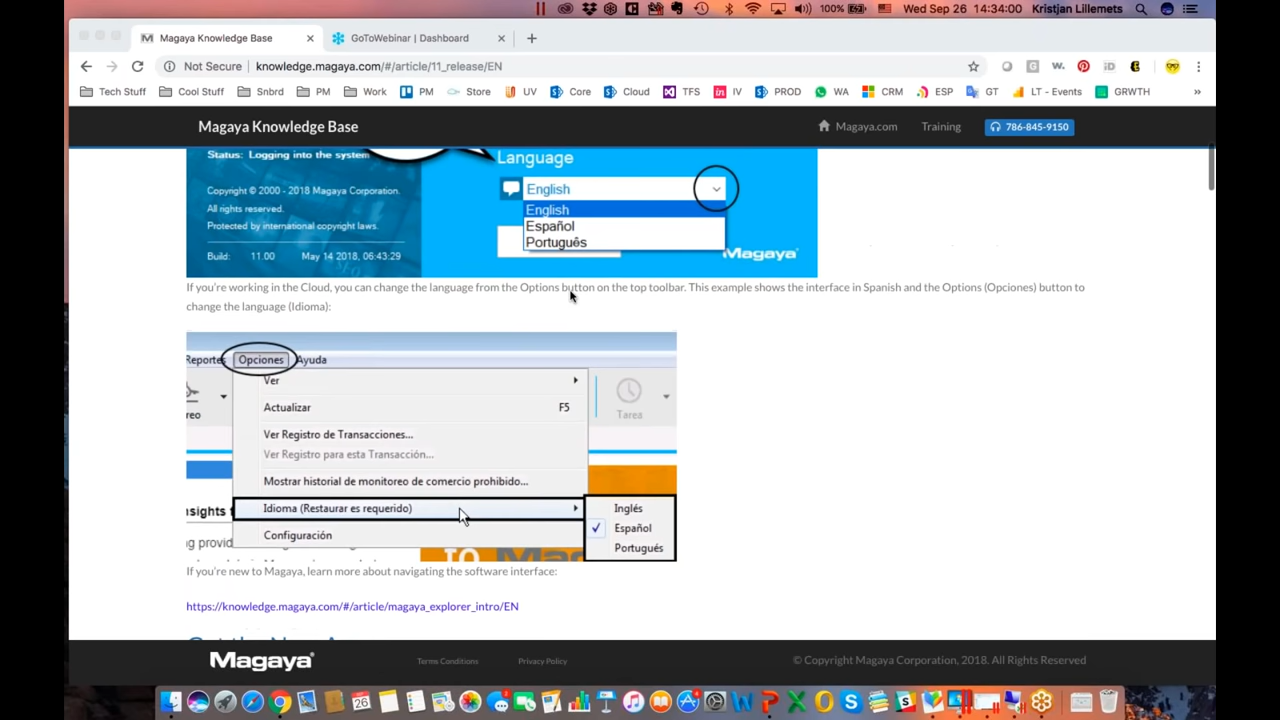 100% Wed Sep 26 14:34:00 Kristjan Lillemets
Magaya Knowledge Base
GoToWebinar | Dashboard
Not Secure knowledge.magaya.com/#/article/11_release/EN
Tech Stuff Cool Stuff Snbrd PM Work PM Store UV Core Cloud TFS IV PROD WA CRM ESP GT LT - Events GRWTH »
Magaya Knowledge Base Magaya.com Training 786-845-9150
Status: Logging into the system
Language
Copyright © 2000 - 2018 Magaya Corporation.
All rights reserved.
Protected by international copyright laws.
Build: 11.00 May 14 2018, 06:43:29
English
English
Español
Português
Magaya
If you're working in the Cloud, you can change the language from the Options button on the top toolbar. This example shows the interface in Spanish and the Options (Opciones) button to
change the language (Idioma):
Reportes Opciones Ayuda
Ver
Actualizar F5
Ver Registro de Transacciones...
Ver Registro para esta Transacción...
Mostrar historial de monitoreo de comercio prohibido...
Idioma (Restaurar es requerido)
Configuración
Inglés
Español
Portugués
Tarea
If you're new to Magaya, learn more about navigating the software interface:
https://knowledge.magaya.com/#/article/magaya_explorer_intro/EN
Magaya Terms Conditions Privacy Policy © Copyright Magaya Corporation, 2018. All Rights Reserved
26